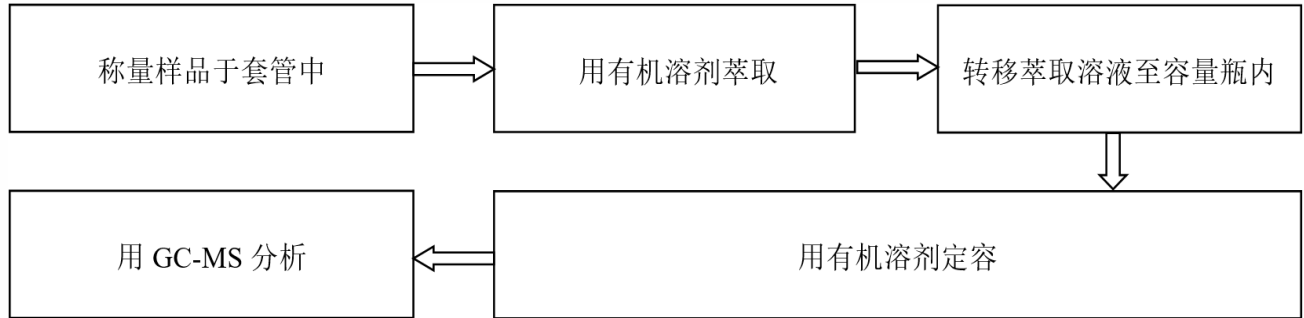 称量样品于套管中
用有机溶剂萃取
转移萃取溶液至容量瓶内
用有机溶剂定容
用 GC-MS 分析